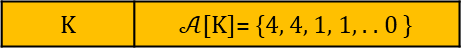 K 𝒜[K]= {4, 4, 1, 1, . . 0 }